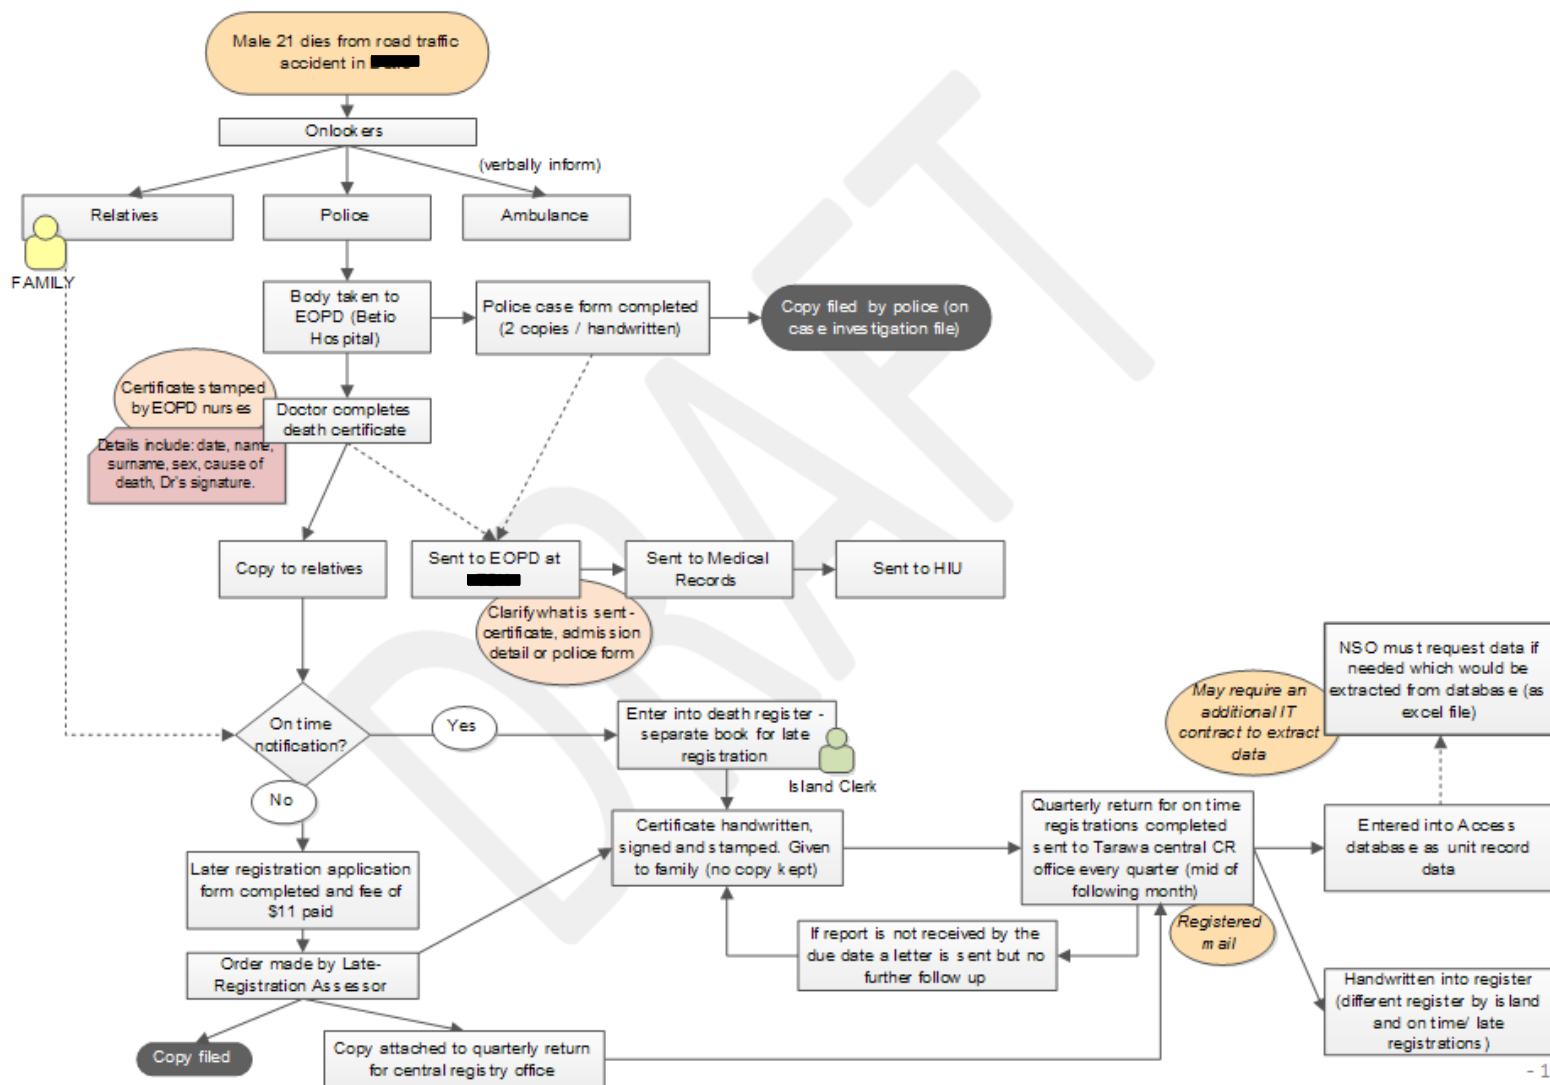 Male 21 dies from road traffic
accident in
Onlookers
(verbally inform)
Relatives
Police
Ambulance
FAMILY
Body taken to
EOPD (Betio
Hospital)
Police case form completed
(2 copies / handwritten)
Copy filed by police (on
case investigation file)
Certificate stamped
by EOPD nurses
Doctor completes
death certificate
Details include: date, name,
surname, sex, cause of
death, Dr's signature.
Copy to relatives
Sent to EOPD at
Sent to Medical
Records
Sent to HIU
Clarify what is sent-
certificate, admission
detail or police form
NSO must request data if
needed which would be
extracted from database (as
excel file)
May require an
additional IT
contract to extract
data
On time
notification?
Yes
Enter into death register -
separate book for late
registration
Island Clerk
No
Certificate handwritten,
signed and stamped. Given
to family (no copy kept)
Quarterly return for on time
registrations completed
sent to Tarawa central CR
office every quarter (mid of
following month)
Entered into Access
database as unit record
data
Later registration application
form completed and fee of
$11 paid
If report is not received by the
due date a letter is sent but no
further follow up
Registered
mail
Order made by Late-
Registration Assessor
Handwritten into register
(different register by island
and on time/ late
registrations)
Copy filed
Copy attached to quarterly return
for central registry office
- 1
DRAFT